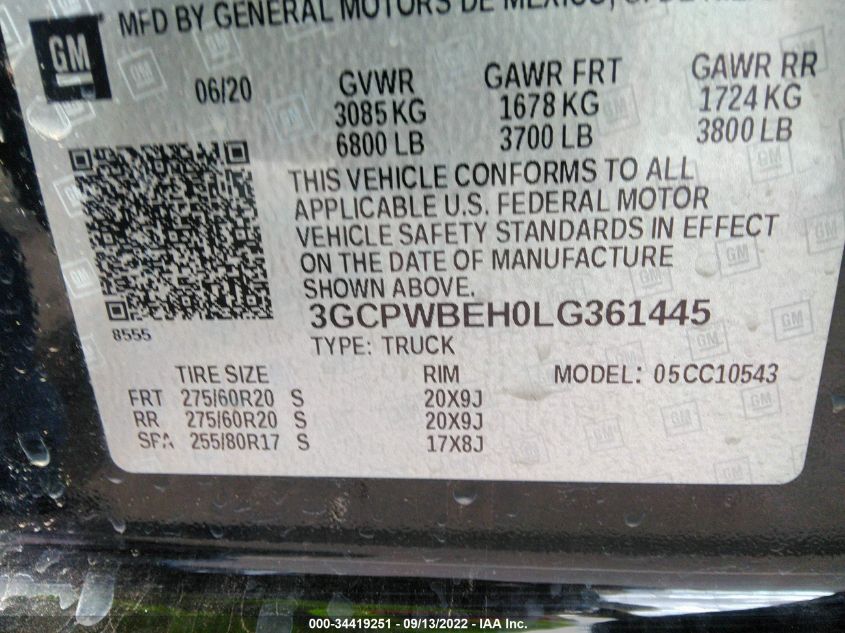 MFD BY GENERAL MOTORS DE MEXICO, S. DE
GM
06/20 GVWR GAWR FRT GAWR RR
3085 KG 1678 KG 1724 KG
6800 LB 3700 LB 3800 LB
THIS VEHICLE CONFORMS TO ALL
APPLICABLE U.S. FEDERAL MOTOR
VEHICLE SAFETY STANDARDS IN EFFECT
ON THE DATE OF MANUFACTURE
SHOWN ABOVE.
8555
3GCPWBEH0LG361445
TYPE: TRUCK
TIRE SIZE RIM MODEL: 05CC10543
FRT 275/60R20 S 20X9J
RR 275/60R20 S 20X9J
SPA 255/80R17 S 17X8J
000-34419251 - 09/13/2022 - IAA Inc.